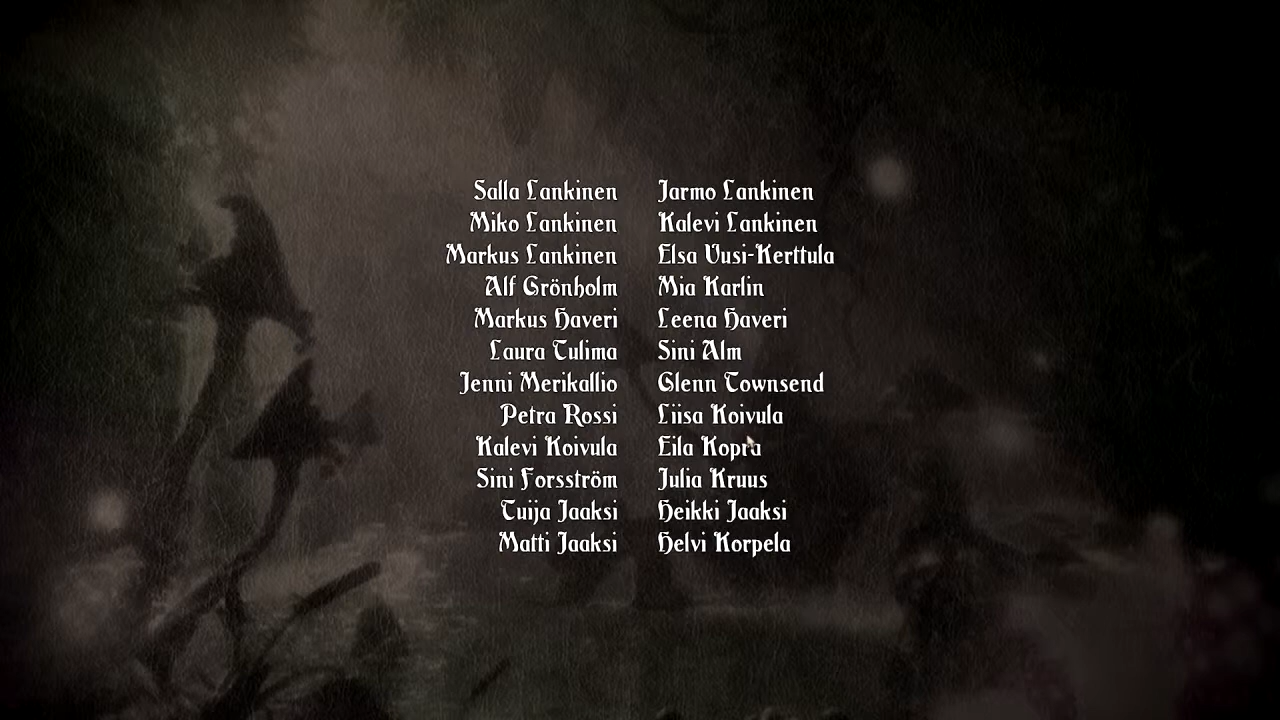 Salla Lankinen Jarmo Lankinen
Miko Lankinen Kalevi Lankinen
Markus Lankinen Elsa Uusi-Kerttula
Alf Grönholm Mia Karlin
Markus Haveri Leena Haveri
Laura Tulima Sini Alm
Jenni Merikallio Glenn Townsend
Petra Rossi Liisa Koivula
Kalevi Koivula Eila Kopra
Sini Forsström Julia Kruus
Tuija Jaaksi Heikki Jaaksi
Matti Jaaksi Helvi Korpela